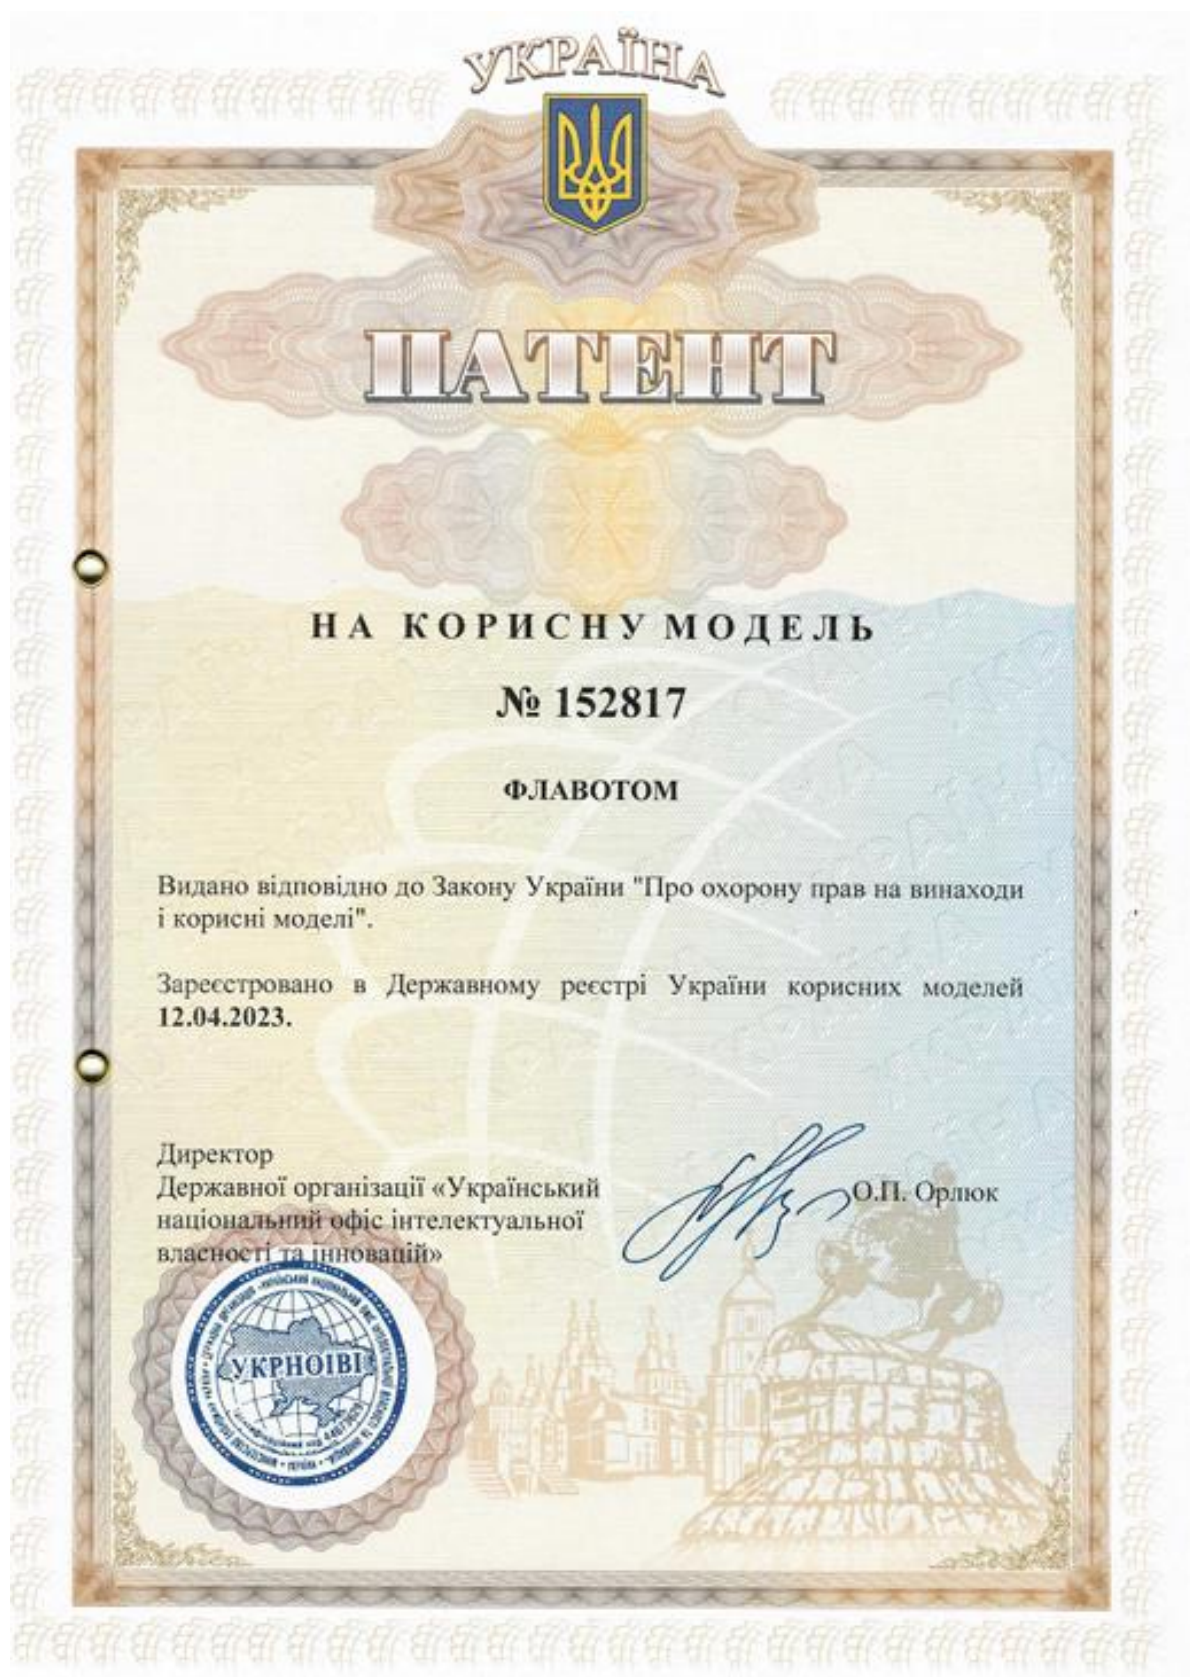 УКРАЇНА
ПАТЕНТ
НА КОРИСНУ МОДЕЛЬ
№ 152817
ФЛАВОТОМ
Видано відповідно до Закону України "Про охорону прав на винаходи
і корисні моделі".
Зареєстровано в Державному реєстрі України корисних моделей
12.04.2023.
Директор
Державної організації «Український
національний офіс інтелектуальної
власності та інновацій»
О.П. Орлюк
УКРНОІВІ